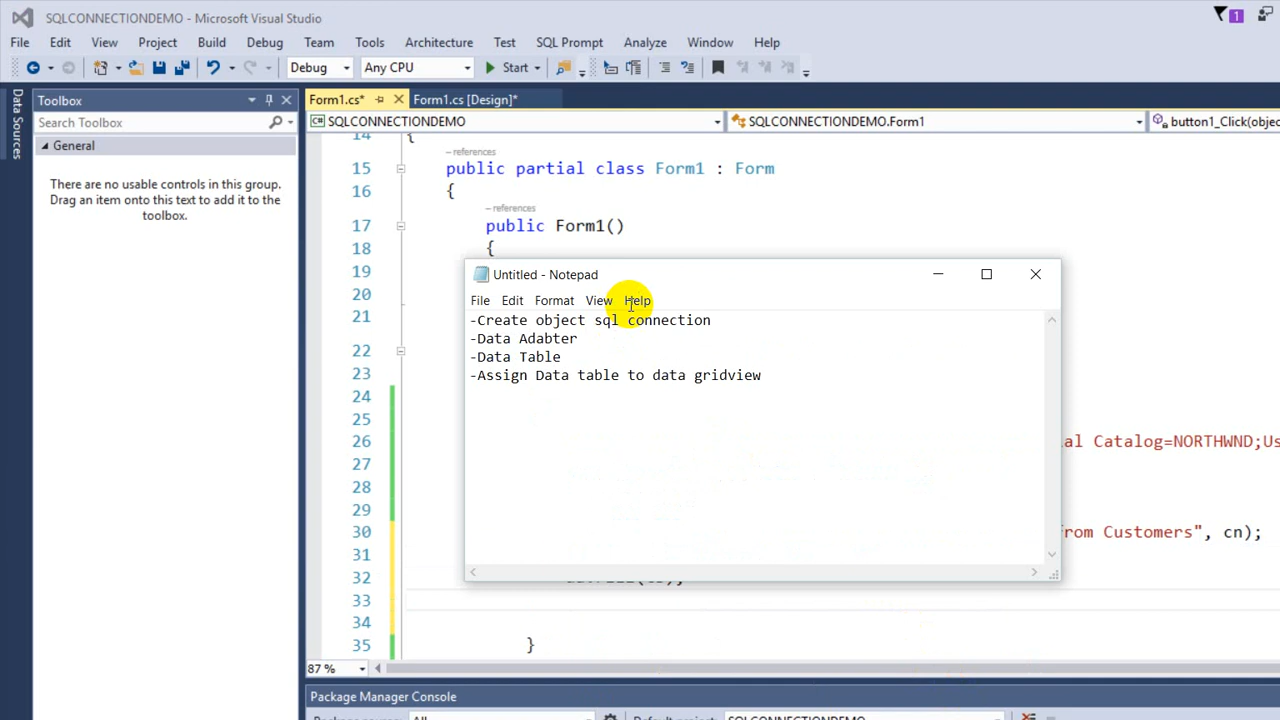 SQLCONNECTIONDEMO - Microsoft Visual Studio
1
File Edit View Project Build Debug Team Tools Architecture Test SQL Prompt Analyze Window Help
Debug Any CPU Start
Data Sources
Toolbox
Form1.cs* Form1.cs [Design]*
Search Toolbox
SQLCONNECTIONDEMO SQLCONNECTIONDEMO.Form1 button1_Click(objec
General
14 {
– references
15 public partial class Form1 : Form
There are no usable controls in this group.
Drag an item onto this text to add it to the
toolbox.
16 {
– references
17 public Form1()
18 {
19
20
21
22
23
24
25
26 al Catalog=NORTHWND;Us
27
28
29
30 rom Customers", cn);
31
32
33
34
35 }
Untitled - Notepad
File Edit Format View Help
-Create object sql connection
-Data Adabter
-Data Table
-Assign Data table to data gridview
87 %
Package Manager Console